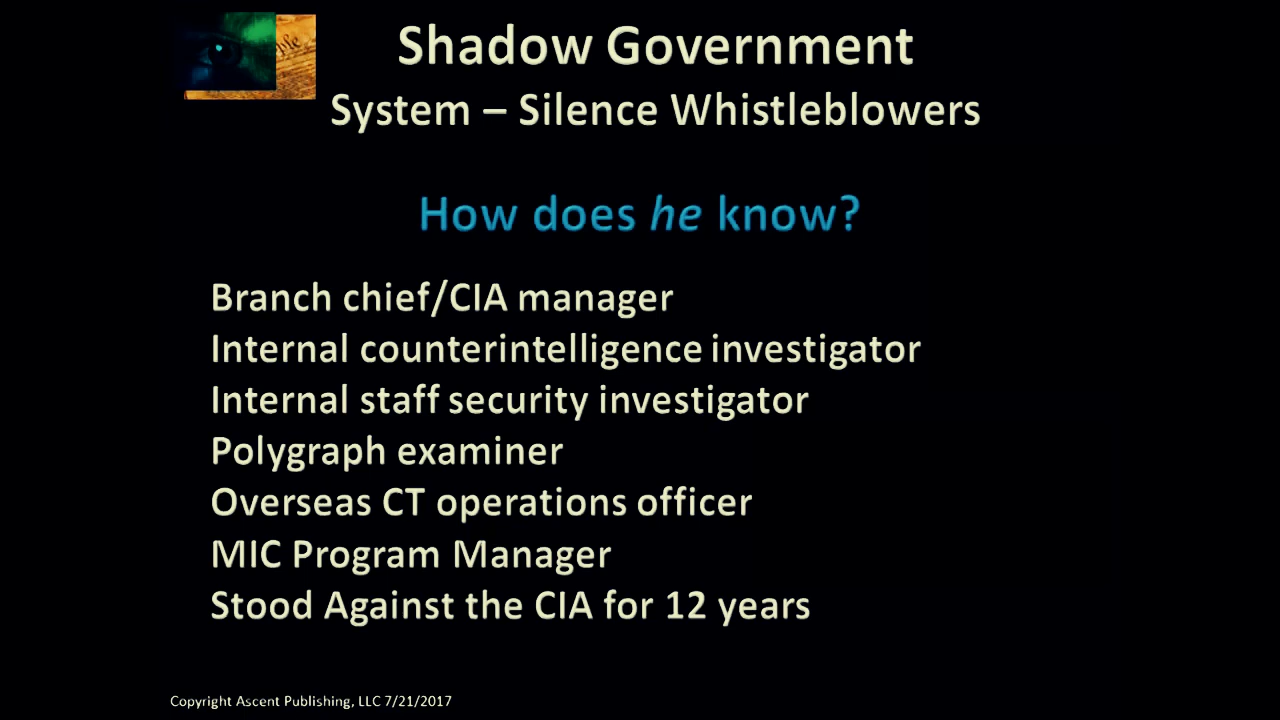 Shadow Government
System – Silence Whistleblowers
How does he know?
Branch chief/CIA manager
Internal counterintelligence investigator
Internal staff security investigator
Polygraph examiner
Overseas CT operations officer
MIC Program Manager
Stood Against the CIA for 12 years
Copyright Ascent Publishing, LLC 7/21/2017